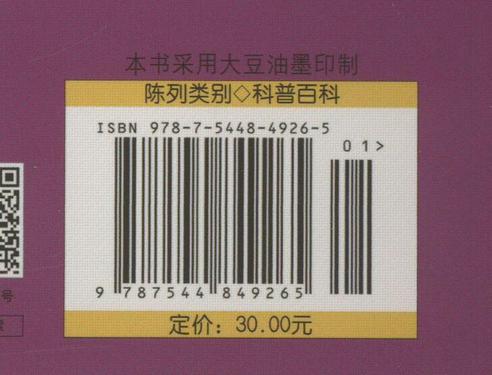 本书采用大豆油墨印制
陈列类别◇科普百科
ISBN 978-7-5448-4926-5
01>
9 787544 849265
定价：30.00元
号